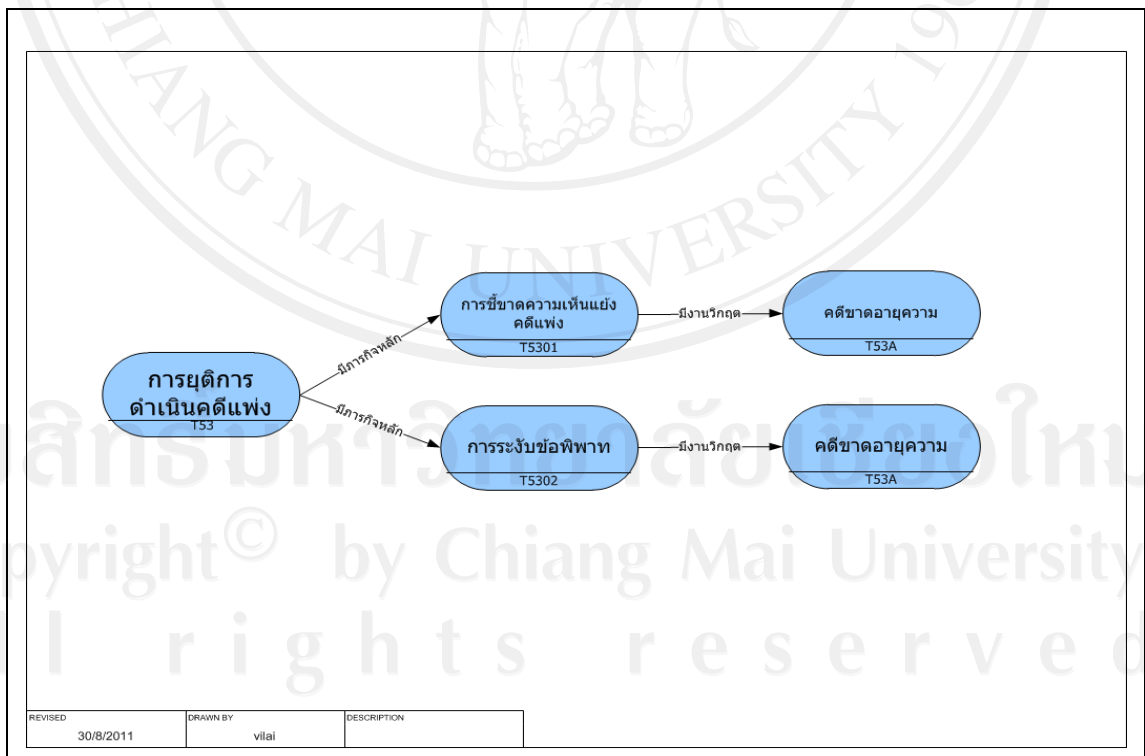 CHIANG MAI UNIVERSITY 196
การชี้ขาดความเห็นแย้ง
คดีแพ่ง
T5301
มีงานวิกฤต
คดีขาดอายุความ
T53A
มีภารกิจหลัก
การยุติการ
ดำเนินคดีแพ่ง
T53
มีภารกิจหลัก
การระงับข้อพิพาท
T5302
มีงานวิกฤต
คดีขาดอายุความ
T53A
สิทธิ์มหาวิทยาลัยเชียงใหม่
pyright© by Chiang Mai University
l rights reserved
REVISED
30/8/2011
DRAWN BY
vilai
DESCRIPTION